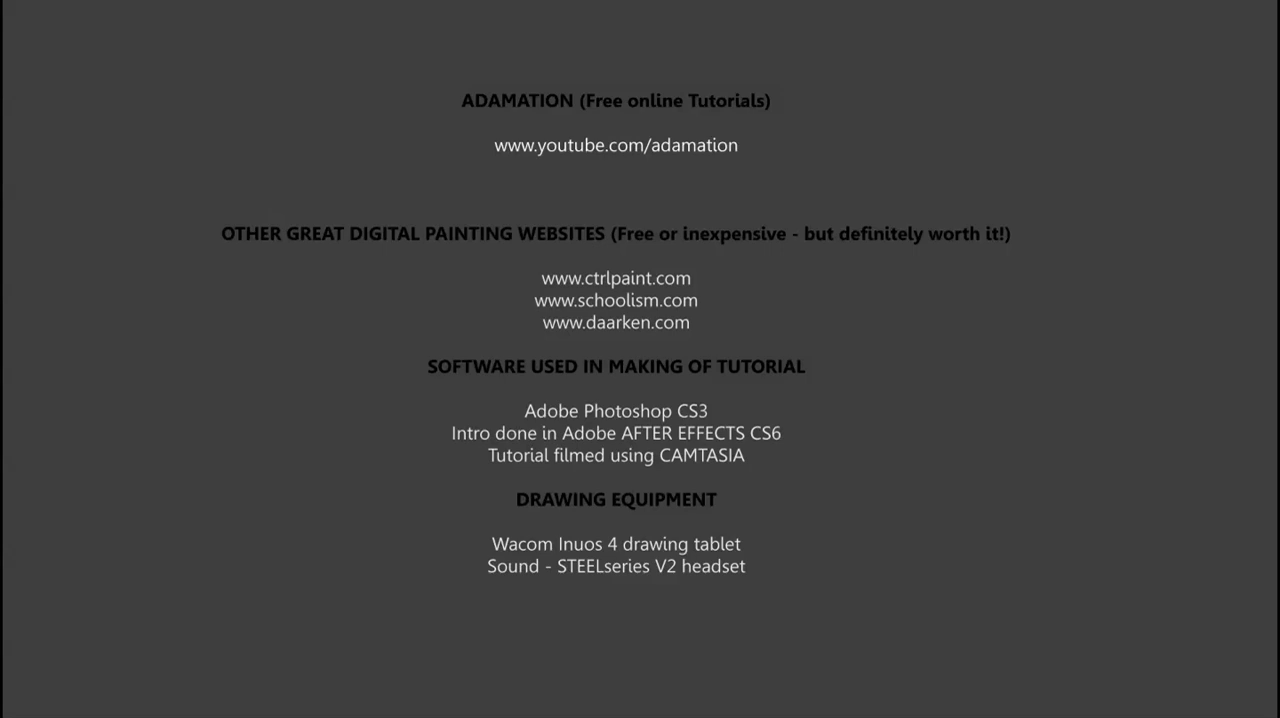 ADAMATION (Free online Tutorials)
www.youtube.com/adamation
OTHER GREAT DIGITAL PAINTING WEBSITES (Free or inexpensive - but definitely worth it!)
www.ctrlpaint.com
www.schoolism.com
www.daarken.com
SOFTWARE USED IN MAKING OF TUTORIAL
Adobe Photoshop CS3
Intro done in Adobe AFTER EFFECTS CS6
Tutorial filmed using CAMTASIA
DRAWING EQUIPMENT
Wacom Inuos 4 drawing tablet
Sound - STEELseries V2 headset